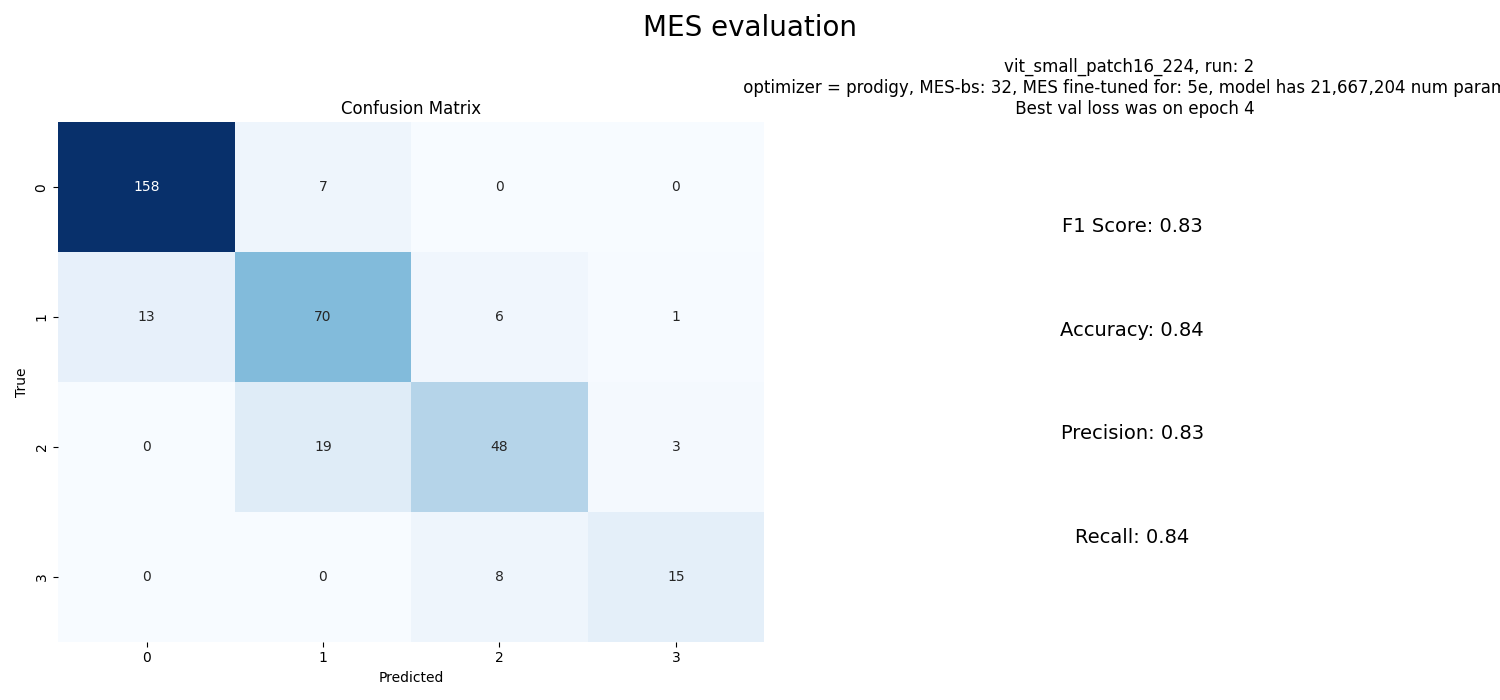 MES evaluation
vit_small_patch16_224, run: 2
optimizer = prodigy, MES-bs: 32, MES fine-tuned for: 5e, model has 21,667,204 num param
Best val loss was on epoch 4
Confusion Matrix
True
0
158
7
0
0
1
13
70
6
1
2
0
19
48
3
3
0
0
8
15
0
1
2
3
Predicted
F1 Score: 0.83
Accuracy: 0.84
Precision: 0.83
Recall: 0.84